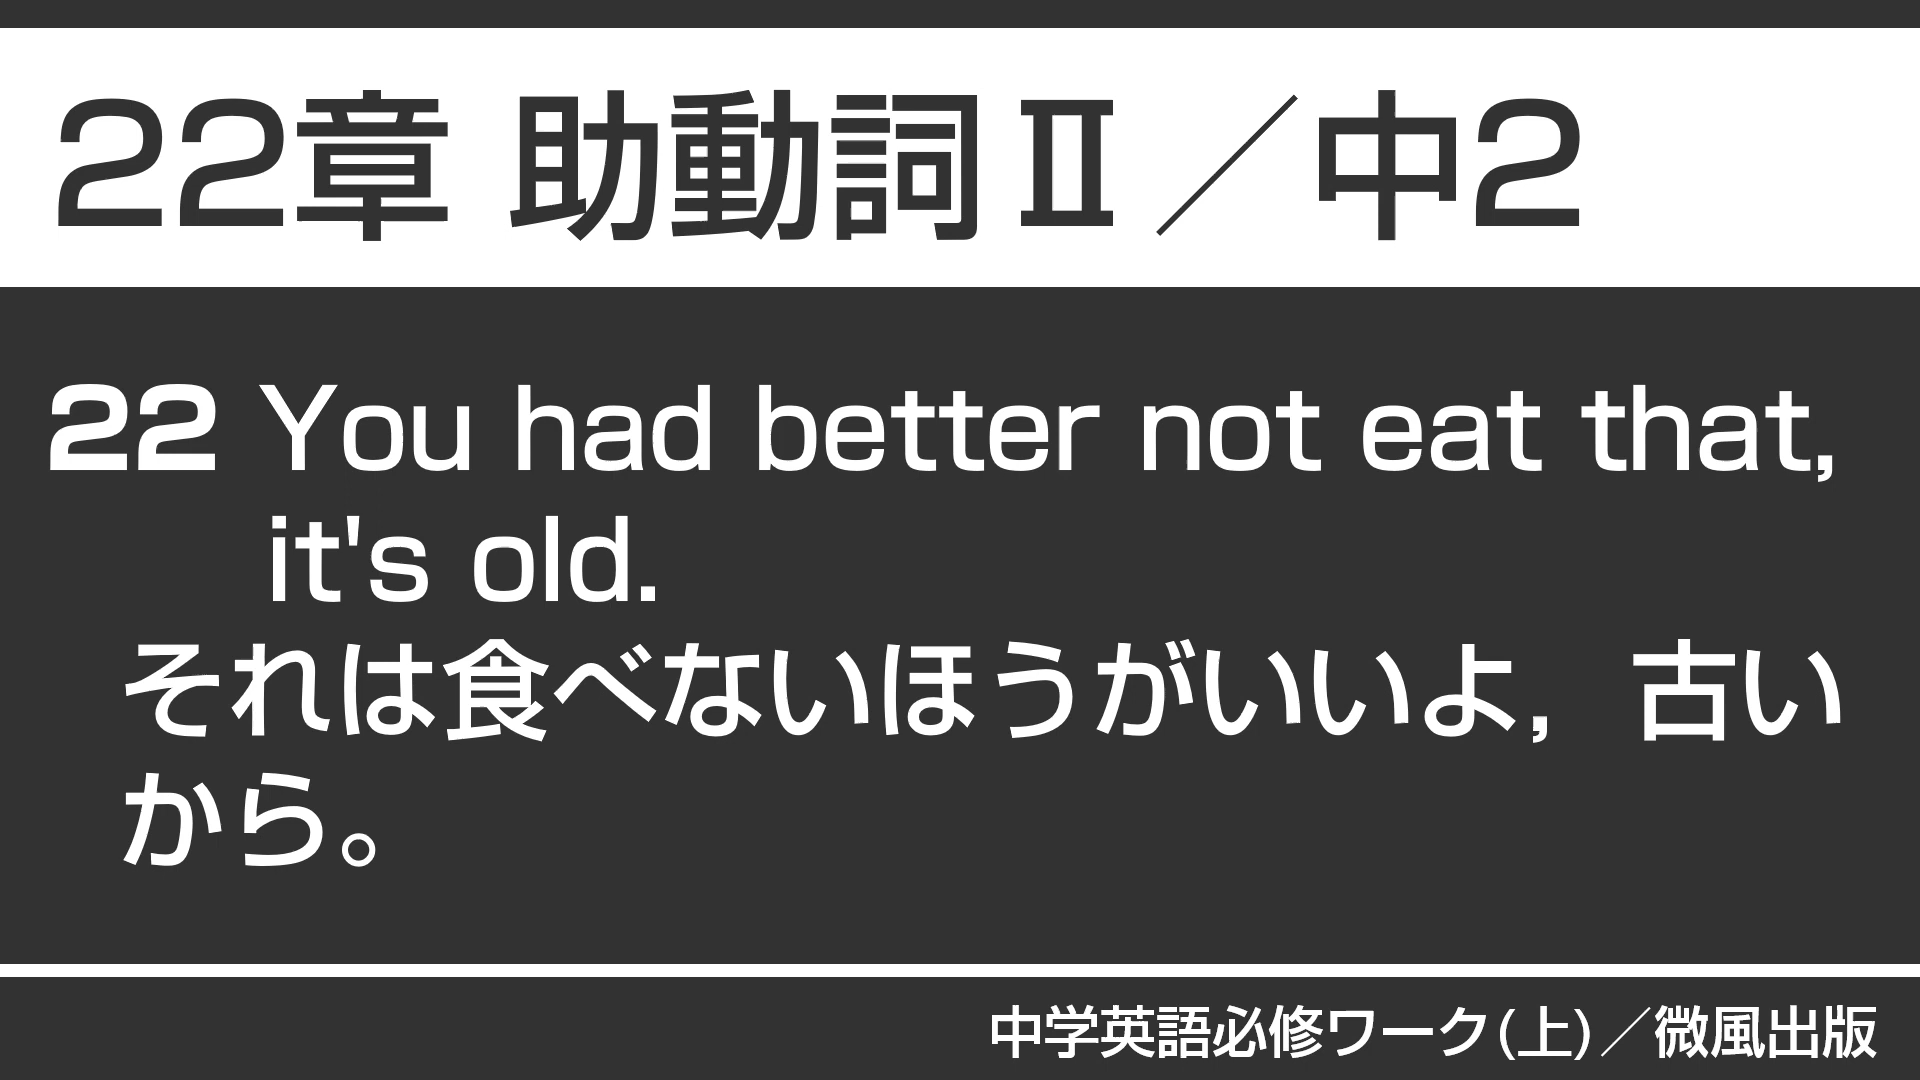 22章 助動詞Ⅱ／中2
22 You had better not eat that,
it's old.
それは食べないほうがいいよ，古い
から。
中学英語必修ワーク(上)／微風出版